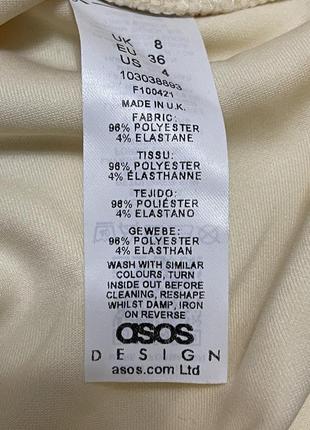 UK 8
EU 36
US 4
103038893
F100421
MADE IN U.K.
FABRIC:
96% POLYESTER
4% ELASTANE
TISSU:
96% POLYESTER
4% ÉLASTHANNE
TEJIDO:
96% POLIÉSTER
4% ELASTANO
GEWEBE:
96% POLYESTER
4% ELASTHAN
WASH WITH SIMILAR
COLOURS, TURN
INSIDE OUT BEFORE
CLEANING, RESHAPE
WHILST DAMP, IRON
ON REVERSE
asos
DESIGN
asos.com Ltd